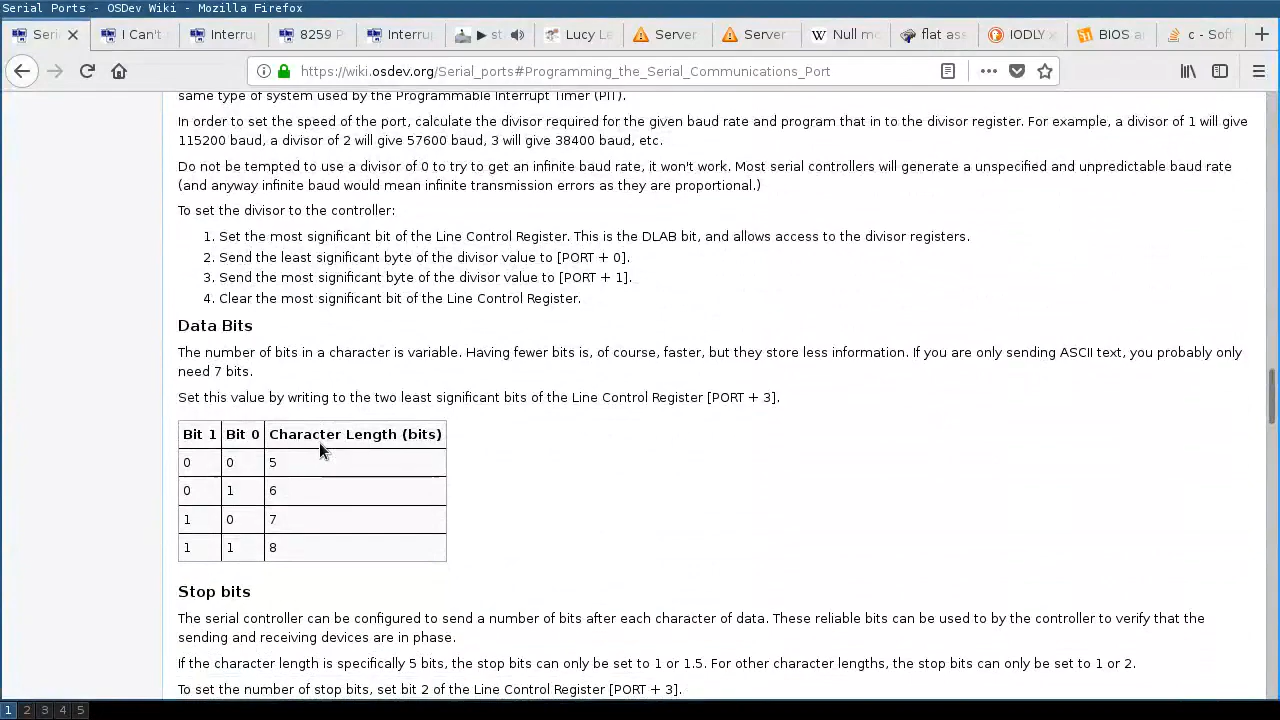 Serial Ports - OSDev Wiki - Mozilla Firefox
Seri
I Can't
Interru
8259 P
Interru
st
Lucy Le
Server
Server
Null mo
flat ass
IODLY x
BIOS ar
c - Soft
https://wiki.osdev.org/Serial_ports#Programming_the_Serial_Communications_Port
same type of system used by the Programmable Interrupt Timer (PIT).
In order to set the speed of the port, calculate the divisor required for the given baud rate and program that in to the divisor register. For example, a divisor of 1 will give
115200 baud, a divisor of 2 will give 57600 baud, 3 will give 38400 baud, etc.
Do not be tempted to use a divisor of 0 to try to get an infinite baud rate, it won't work. Most serial controllers will generate a unspecified and unpredictable baud rate
(and anyway infinite baud would mean infinite transmission errors as they are proportional.)
To set the divisor to the controller:
1. Set the most significant bit of the Line Control Register. This is the DLAB bit, and allows access to the divisor registers.
2. Send the least significant byte of the divisor value to [PORT + 0].
3. Send the most significant byte of the divisor value to [PORT + 1].
4. Clear the most significant bit of the Line Control Register.
Data Bits
The number of bits in a character is variable. Having fewer bits is, of course, faster, but they store less information. If you are only sending ASCII text, you probably only
need 7 bits.
Set this value by writing to the two least significant bits of the Line Control Register [PORT + 3].
Bit 1 Bit 0 Character Length (bits)
0 0 5
0 1 6
1 0 7
1 1 8
Stop bits
The serial controller can be configured to send a number of bits after each character of data. These reliable bits can be used to by the controller to verify that the
sending and receiving devices are in phase.
If the character length is specifically 5 bits, the stop bits can only be set to 1 or 1.5. For other character lengths, the stop bits can only be set to 1 or 2.
To set the number of stop bits, set bit 2 of the Line Control Register [PORT + 3].
1 2 3 4 5